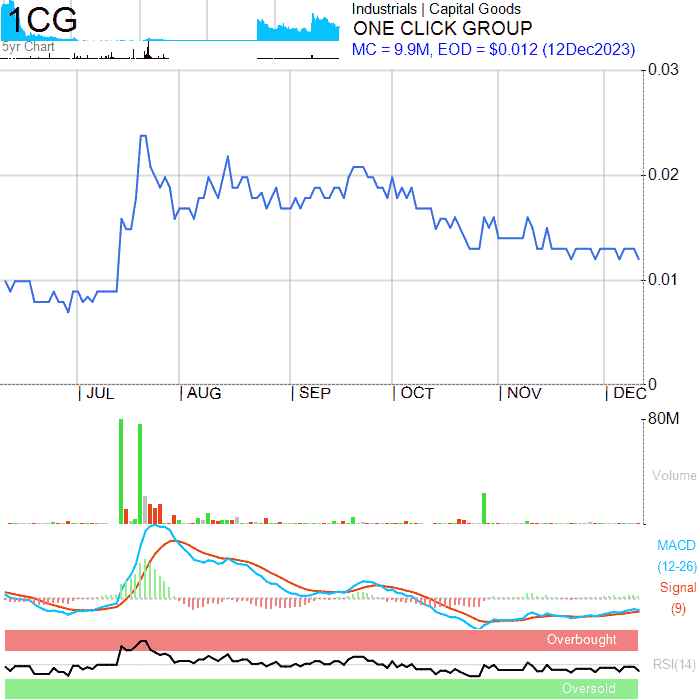 1CG
5yr Chart
Industrials | Capital Goods
ONE CLICK GROUP
MC = 9.9M, EOD = $0.012 (12Dec2023)
0.03
0.02
0.01
0
| JUL | AUG | SEP | OCT | NOV | DEC
80M
Volume
MACD
(12-26)
Signal
(9)
Overbought
RSI(14)
Oversold